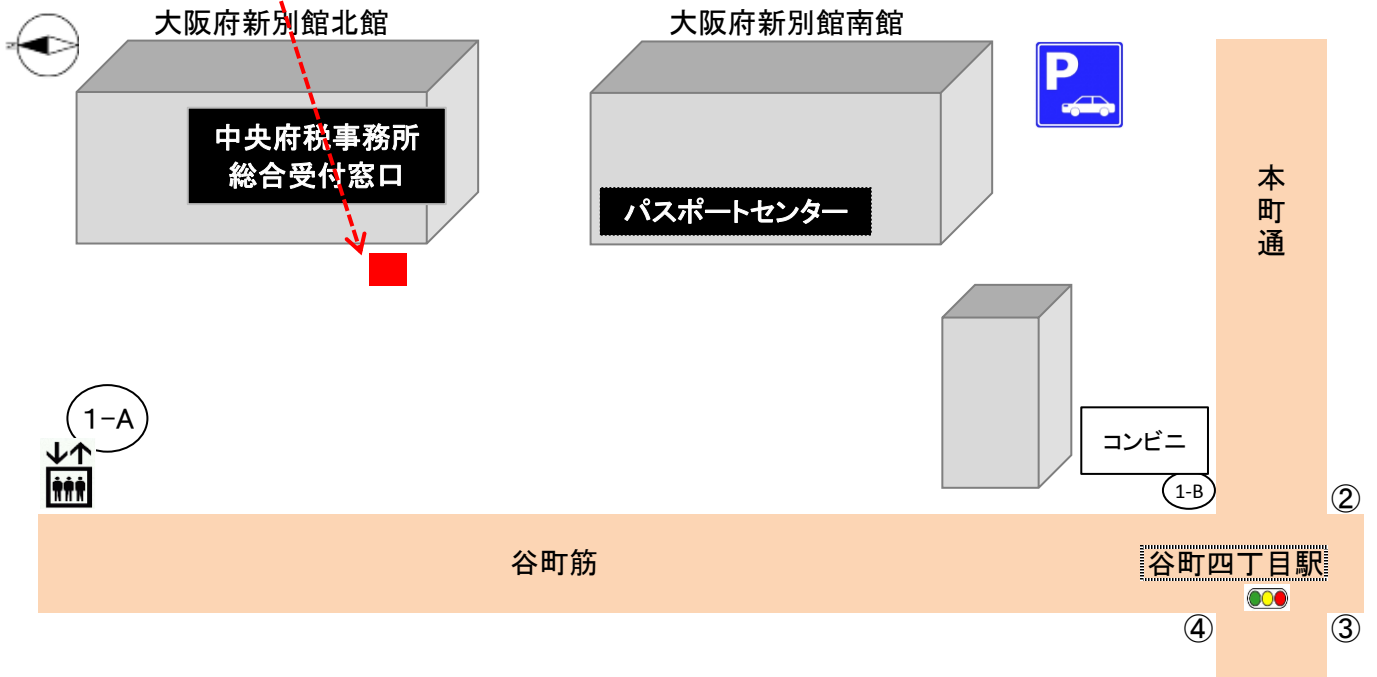 大阪府新別館北館
大阪府新別館南館
N
P
中央府税事務所
総合受付窓口
パスポートセンター
本町通
1-A
コンビニ
1-B
②
谷町筋
谷町四丁目駅
④
③